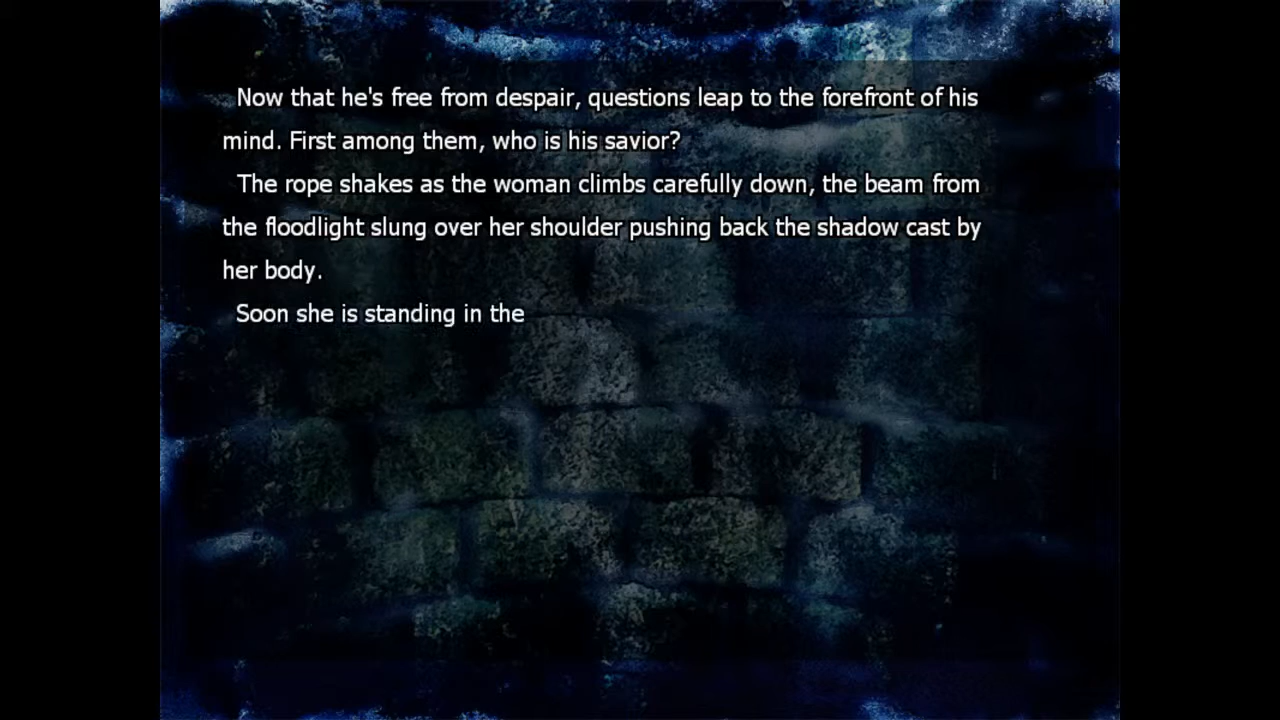 Now that he's free from despair, questions leap to the forefront of his
mind. First among them, who is his savior?
The rope shakes as the woman climbs carefully down, the beam from
the floodlight slung over her shoulder pushing back the shadow cast by
her body.
Soon she is standing in the